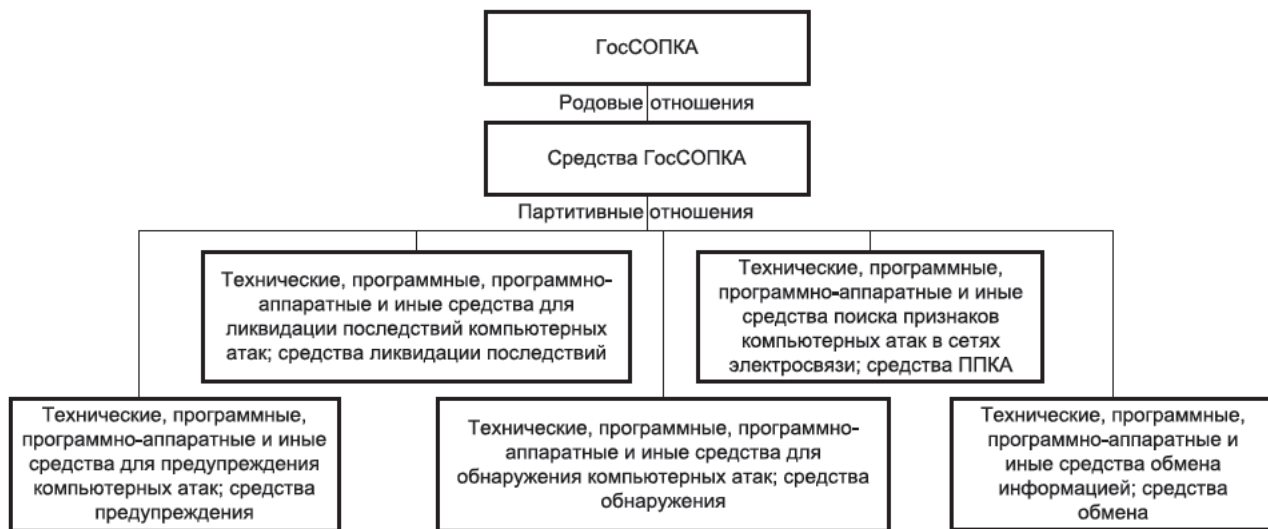 ГосСОПКА
Родовые отношения
Средства ГосСОПКА
Партитивные отношения
Технические, программные, программно-
аппаратные и иные средства для
ликвидации последствий компьютерных
атак; средства ликвидации последствий
Технические, программные,
программно-аппаратные и иные
средства поиска признаков
компьютерных атак в сетях
электросвязи; средства ППКА
Технические, программные,
программно-аппаратные и иные
средства для предупреждения
компьютерных атак; средства
предупреждения
Технические, программные, программно-
аппаратные и иные средства для
обнаружения компьютерных атак; средства
обнаружения
Технические, программные,
программно-аппаратные и
иные средства обмена
информацией; средства
обмена